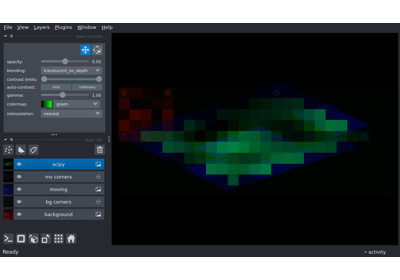 File View Layers Plugins Window Help
opacity: 0.50
blending: translucent_no_depth
contrast limits:
auto-contrast: once continuous
gamma: 1.00
colormap: green
interpolation: nearest
scipy
mv corners
moving
bg corners
background
Ready activity